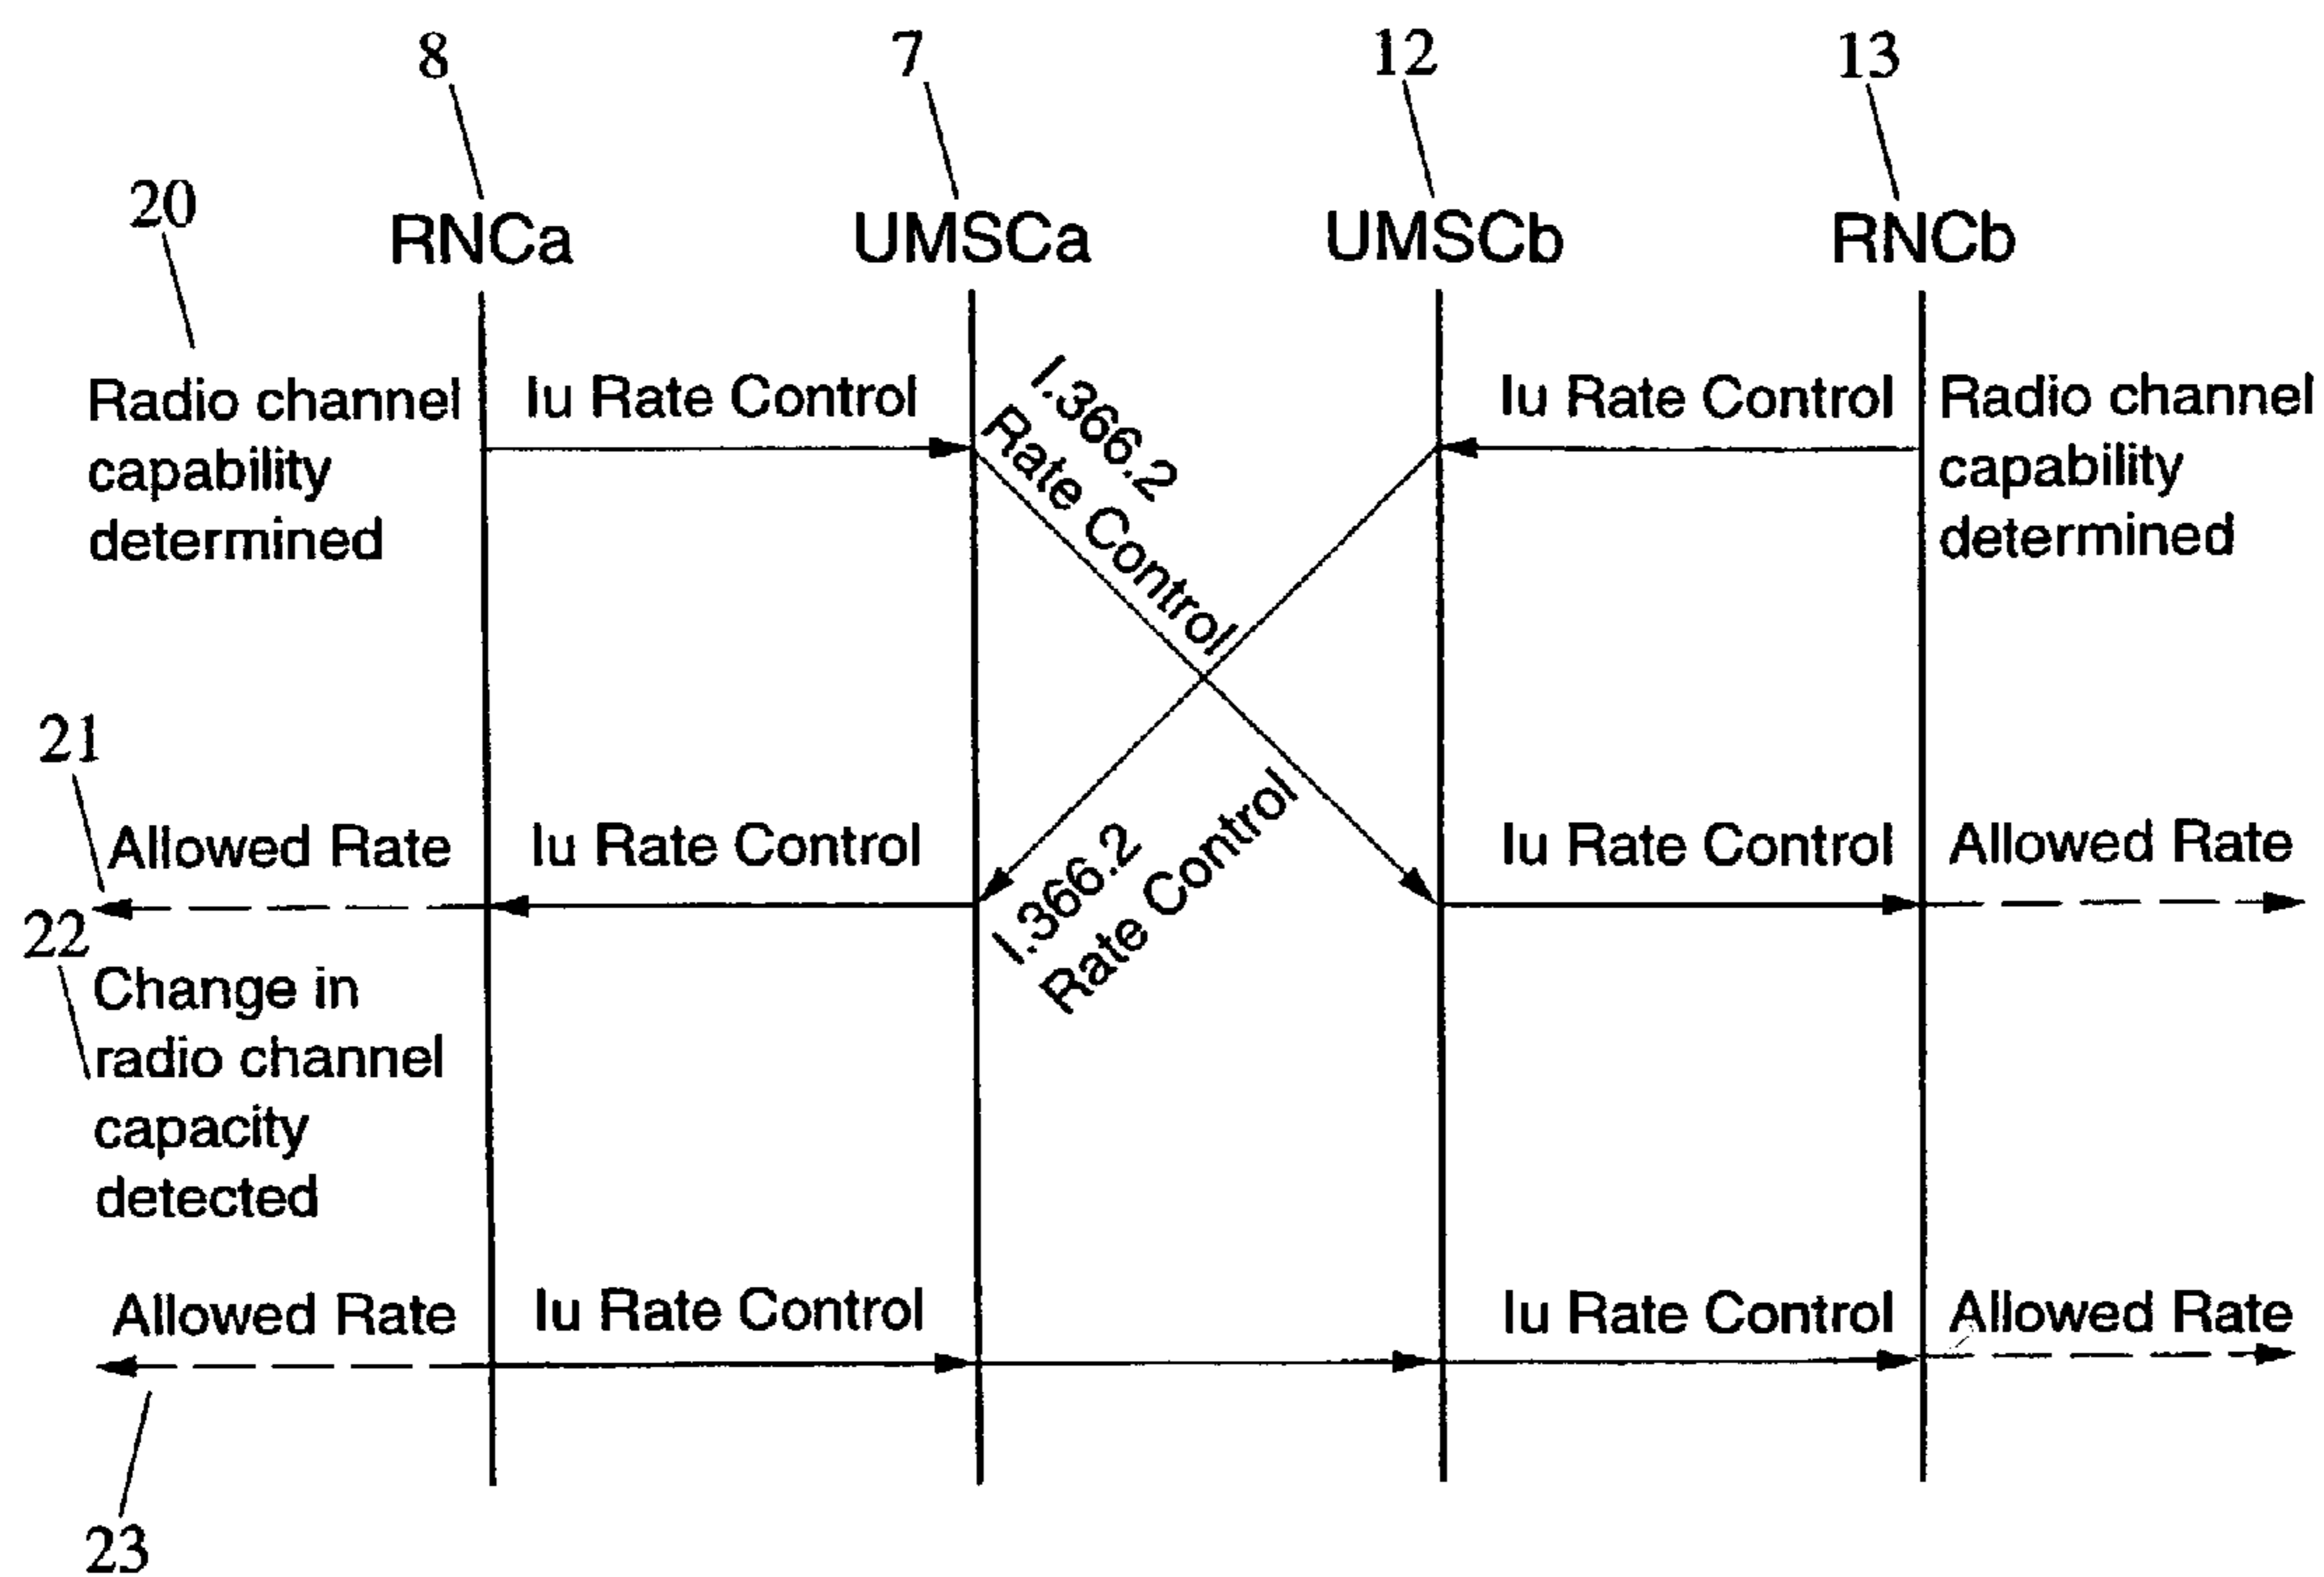 8
7
12
13
20
RNCa
UMSCa
UMSCb
RNCb
Radio channel
capability
determined
Iu Rate Control
I.366.2
Rate Control
Iu Rate Control
Radio channel
capability
determined
21
Allowed Rate
Iu Rate Control
I.366.2
Rate Control
Iu Rate Control
Allowed Rate
22
Change in
radio channel
capacity
detected
Allowed Rate
Iu Rate Control
Iu Rate Control
Allowed Rate
23